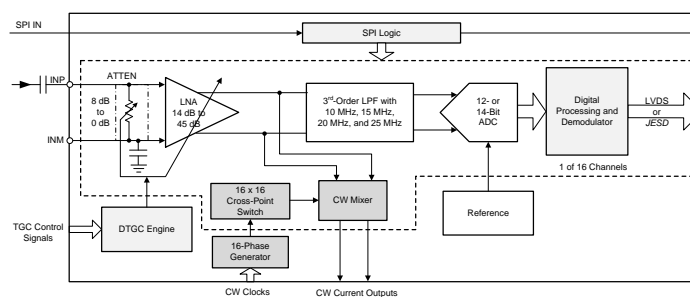 SPI IN
SPI Logic
INP
ATTEN
8 dB
to
0 dB
LNA
14 dB to
45 dB
3rd-Order LPF with
10 MHz, 15 MHz,
20 MHz, and 25 MHz
12- or
14-Bit
ADC
Digital
Processing and
Demodulator
LVDS
or
JESD
INM
1 of 16 Channels
16 x 16
Cross-Point
Switch
CW Mixer
Reference
TGC Control
Signals
DTGC Engine
16-Phase
Generator
CW Clocks
CW Current Outputs